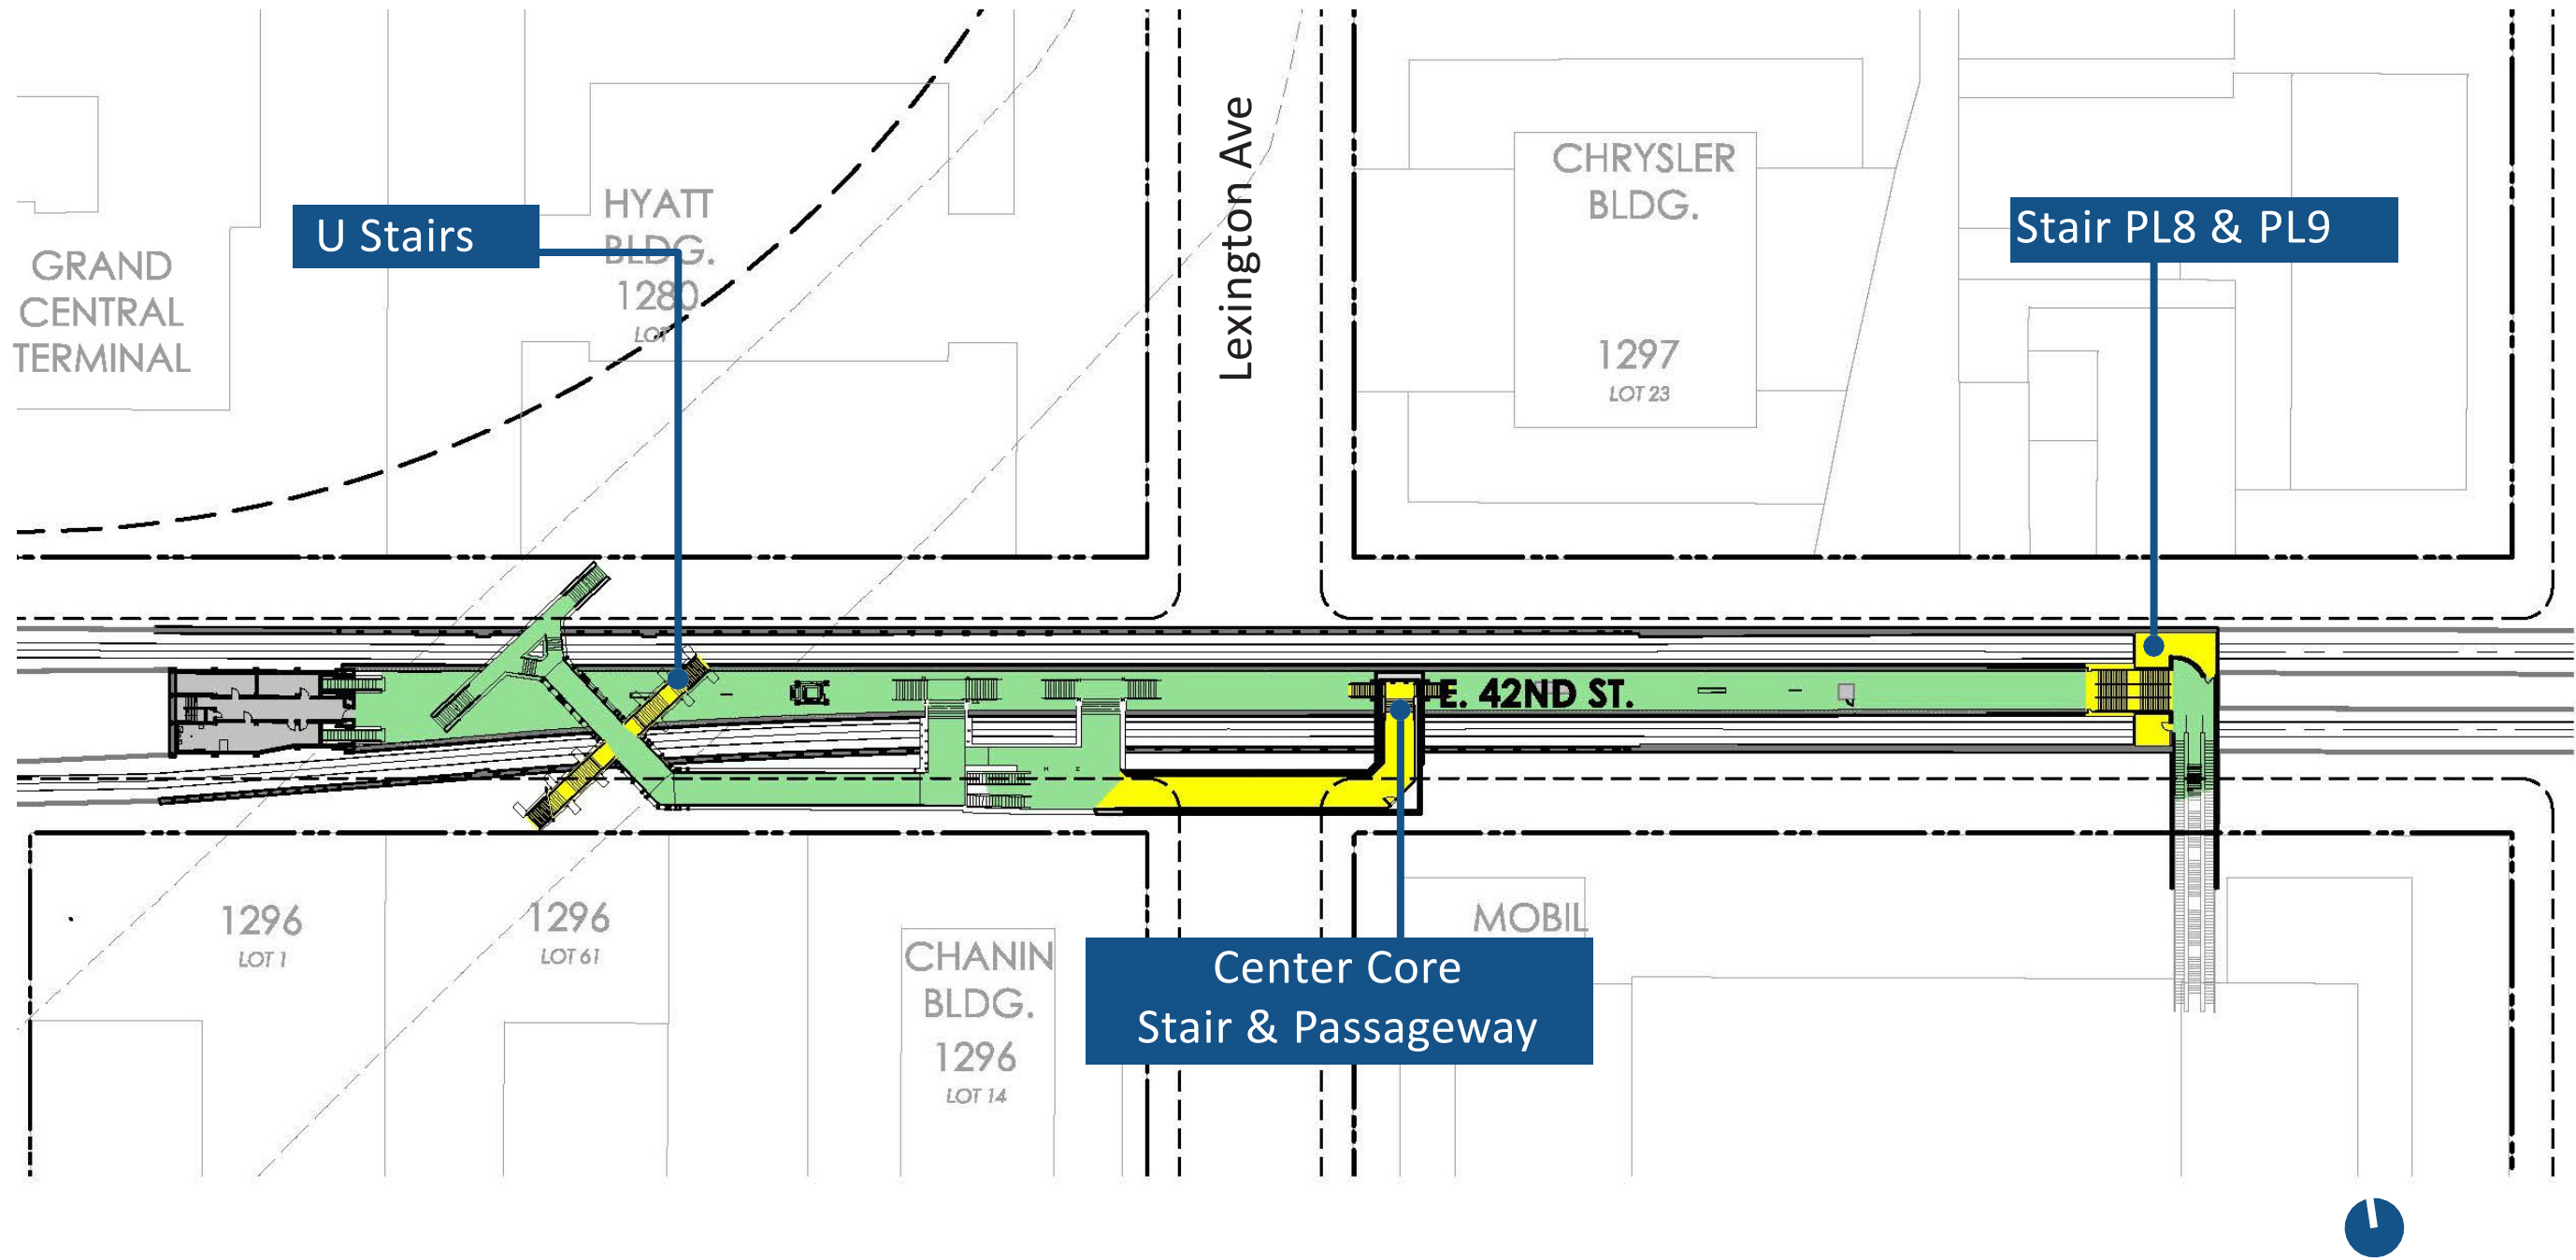 GRAND
CENTRAL
TERMINAL
U Stairs
HYATT
BLDG.
1280
LOT
Lexington Ave
CHRYSLER
BLDG.
1297
LOT 23
Stair PL8 & PL9
E. 42ND ST.
1296
LOT 1
1296
LOT 61
CHANIN
BLDG.
1296
LOT 14
Center Core
Stair & Passageway
MOBIL